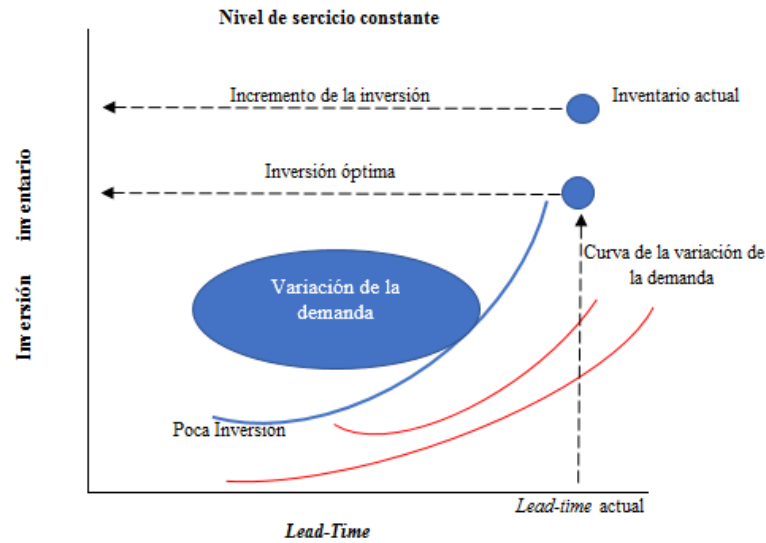 Nivel de sercicio constante
Incremento de la inversión
Inventario actual
Inversión óptima
Curva de la variación de
la demanda
Variación de la
demanda
Poca Inversión
Inversión inventario
Lead-time actual
Lead-Time